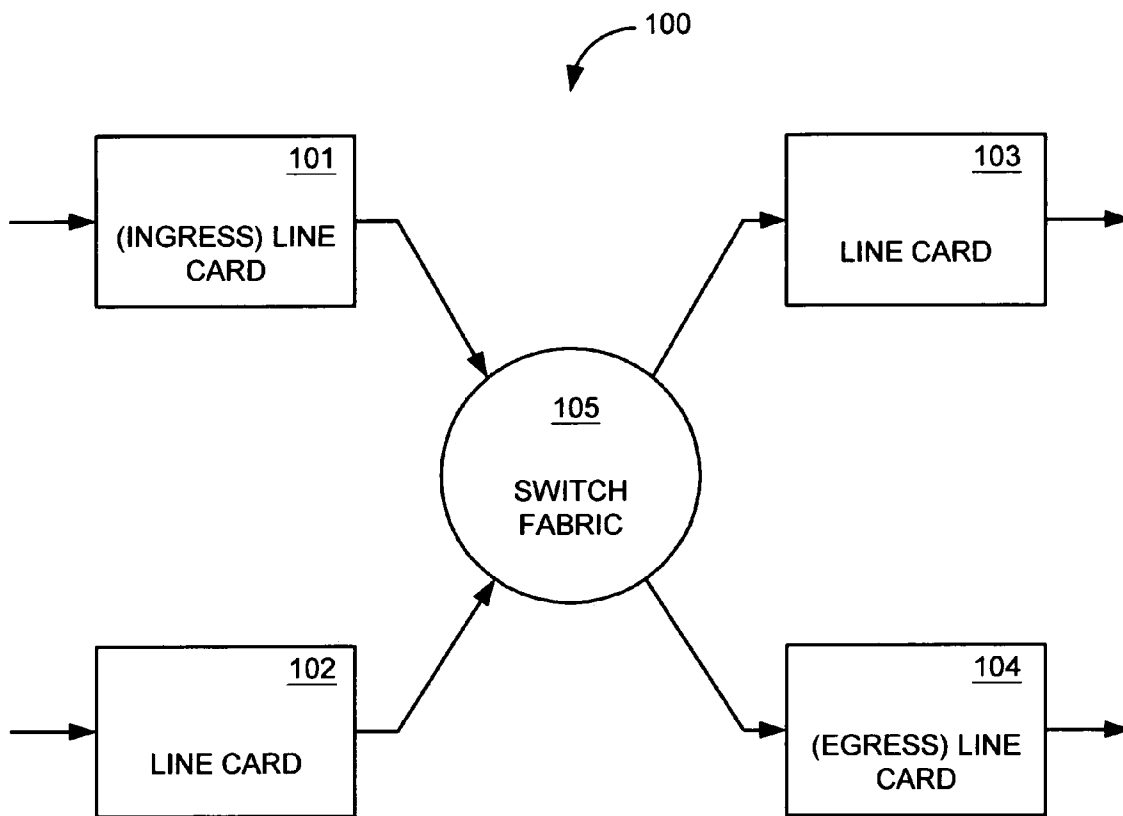 100
101
(INGRESS) LINE
CARD
103
LINE CARD
105
SWITCH
FABRIC
102
LINE CARD
104
(EGRESS) LINE
CARD